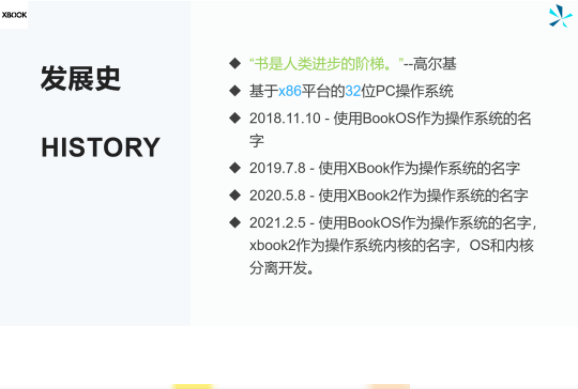 XBOOK
发展史
HISTORY
◆ “书是人类进步的阶梯。”--高尔基
◆ 基于x86平台的32位PC操作系统
◆ 2018.11.10 - 使用BookOS作为操作系统的名
字
◆ 2019.7.8 - 使用XBook作为操作系统的名字
◆ 2020.5.8 - 使用XBook2作为操作系统的名字
◆ 2021.2.5 - 使用BookOS作为操作系统的名字，
xbook2作为操作系统内核的名字，OS和内核
分离开发。